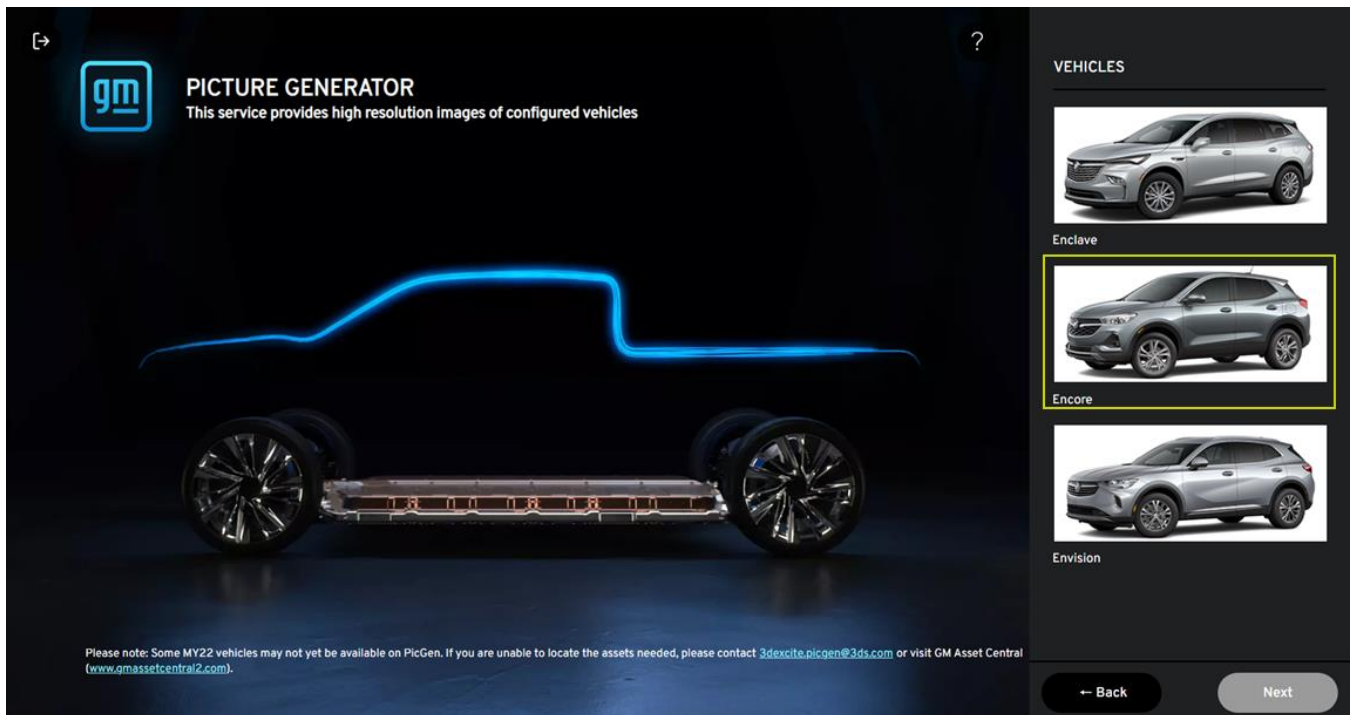 gm
PICTURE GENERATOR
This service provides high resolution images of configured vehicles
?
VEHICLES
Enclave
Encore
Envision
Please note: Some MY22 vehicles may not yet be available on PicGen. If you are unable to locate the assets needed, please contact 3dexcite.picgen@3ds.com or visit GM Asset Central
(www.gmassetcentral2.com).
← Back
Next